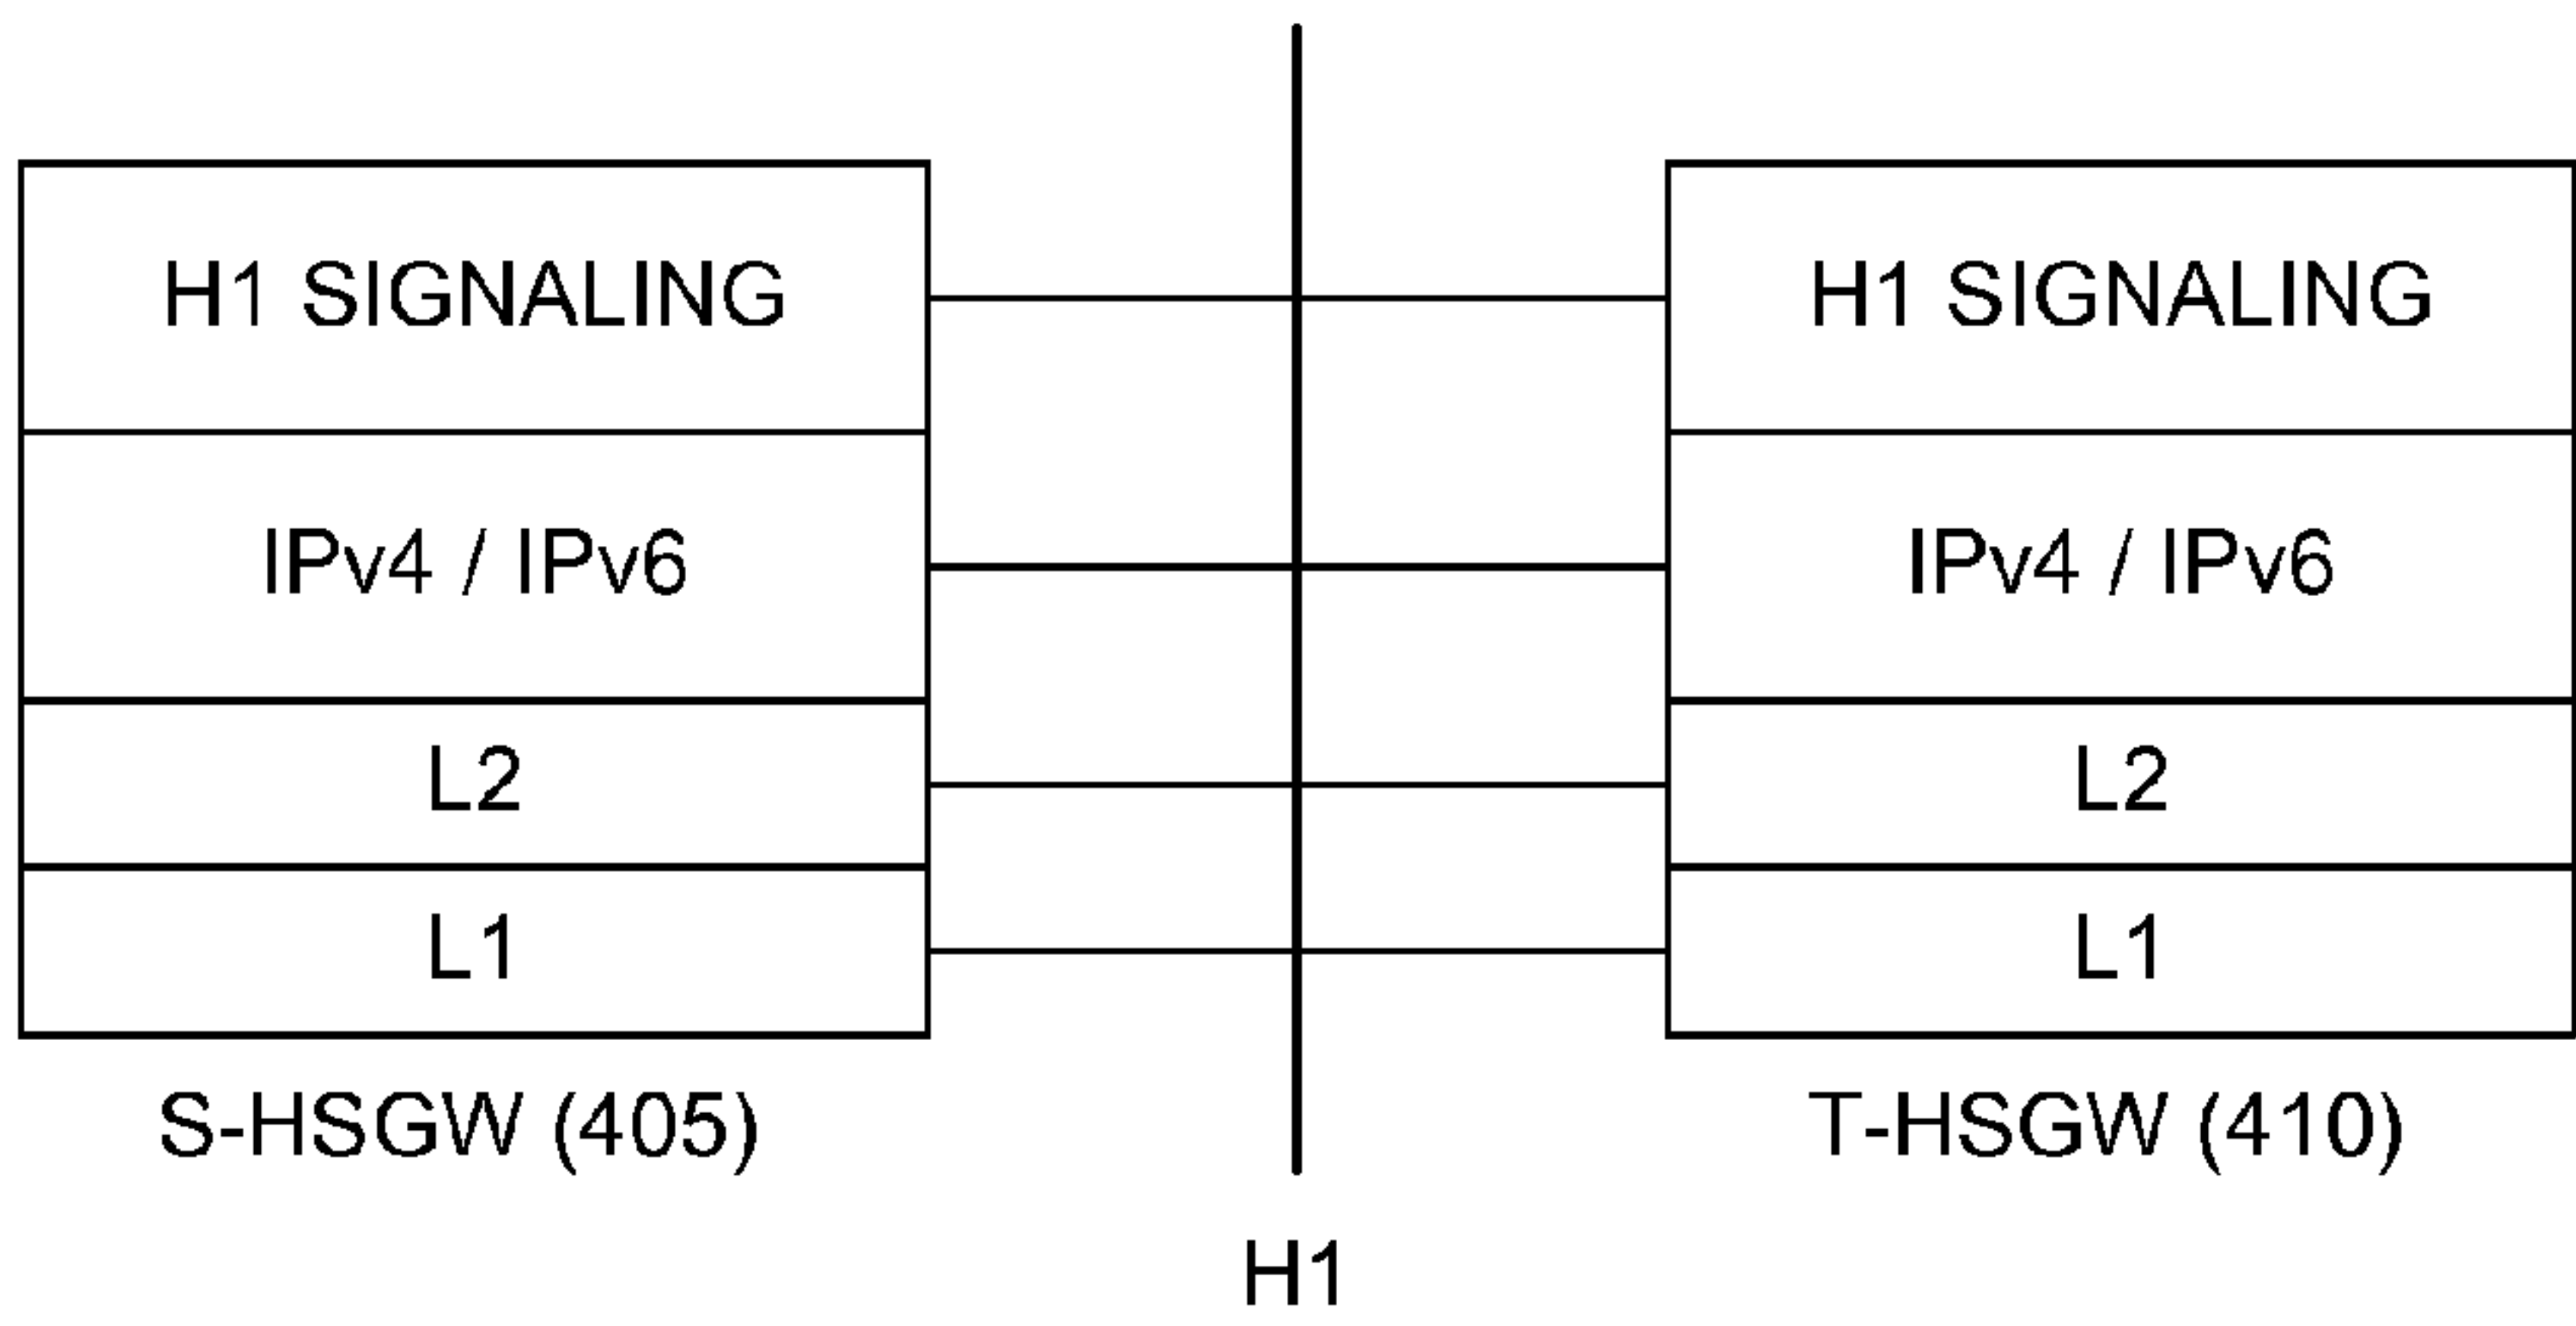 H1 SIGNALING
IPv4 / IPv6
L2
L1
S-HSGW (405)
H1 SIGNALING
IPv4 / IPv6
L2
L1
T-HSGW (410)
H1